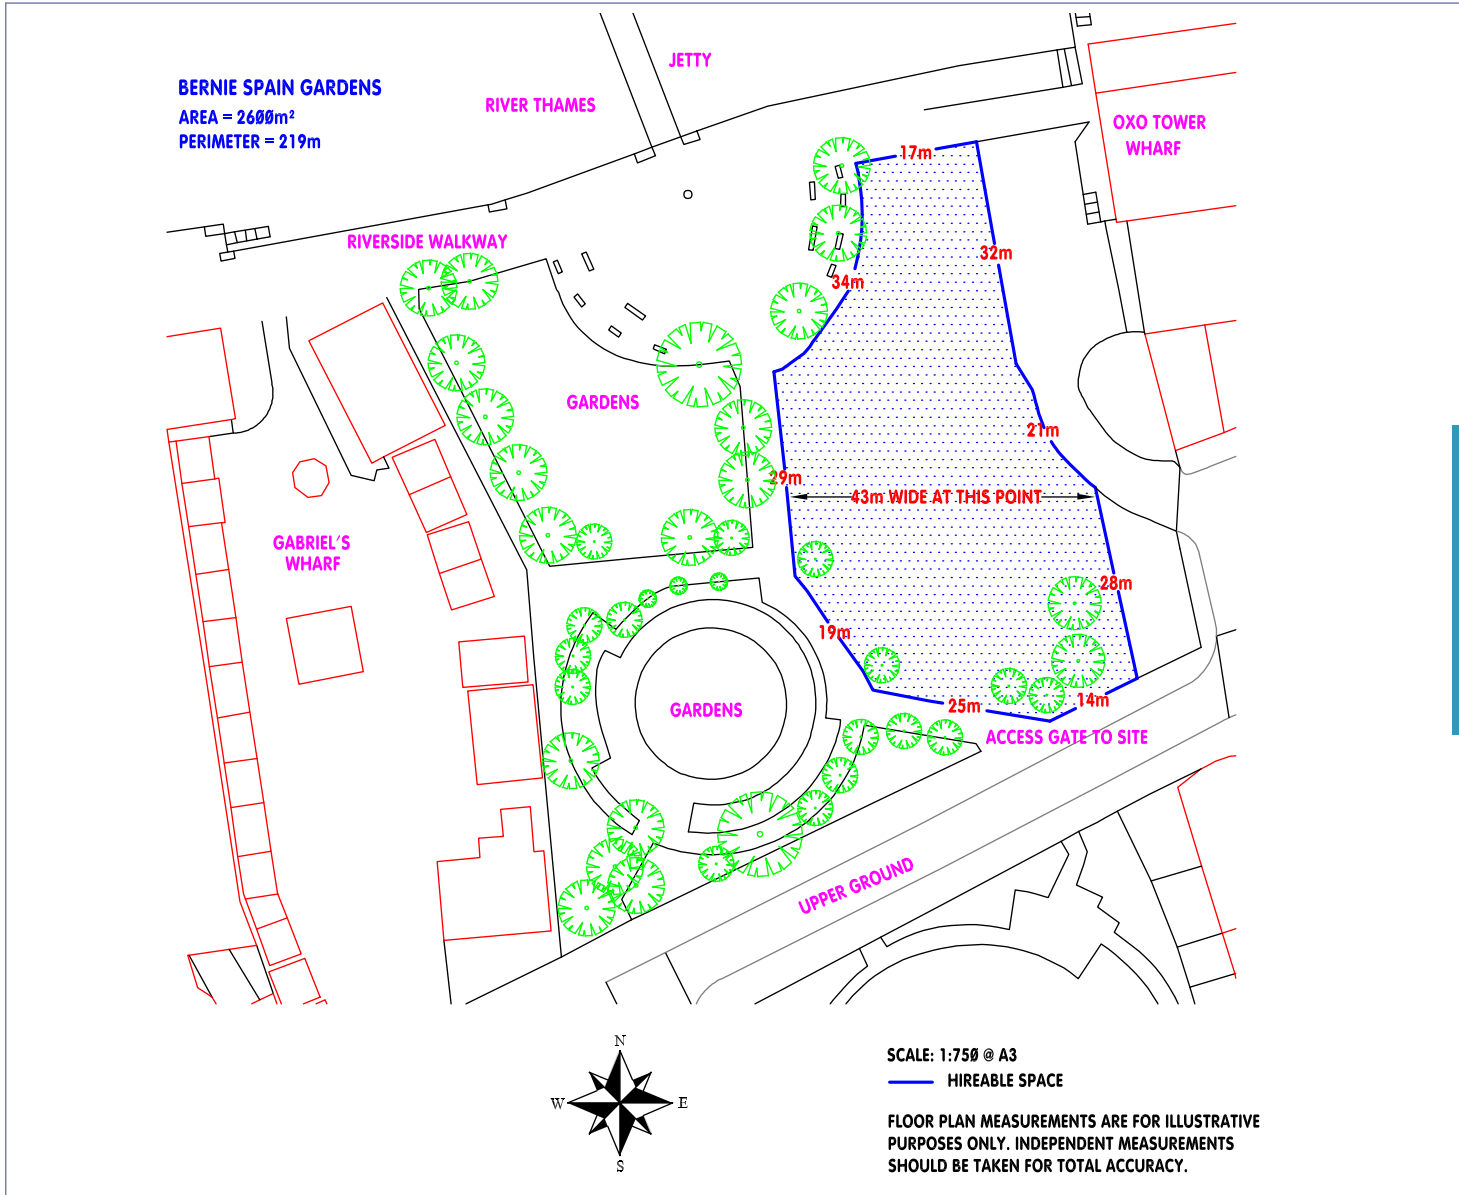 JETTY
BERNIE SPAIN GARDENS
AREA = 2600m²
PERIMETER = 219m
RIVER THAMES
OXO TOWER
WHARF
17m
RIVERSIDE WALKWAY
32m
34m
GARDENS
21m
29m
43m WIDE AT THIS POINT
GABRIEL'S
WHARF
28m
19m
GARDENS
25m
14m
ACCESS GATE TO SITE
UPPER GROUND
N
W
E
S
SCALE: 1:750 @ A3
HIREABLE SPACE
FLOOR PLAN MEASUREMENTS ARE FOR ILLUSTRATIVE
PURPOSES ONLY. INDEPENDENT MEASUREMENTS
SHOULD BE TAKEN FOR TOTAL ACCURACY.